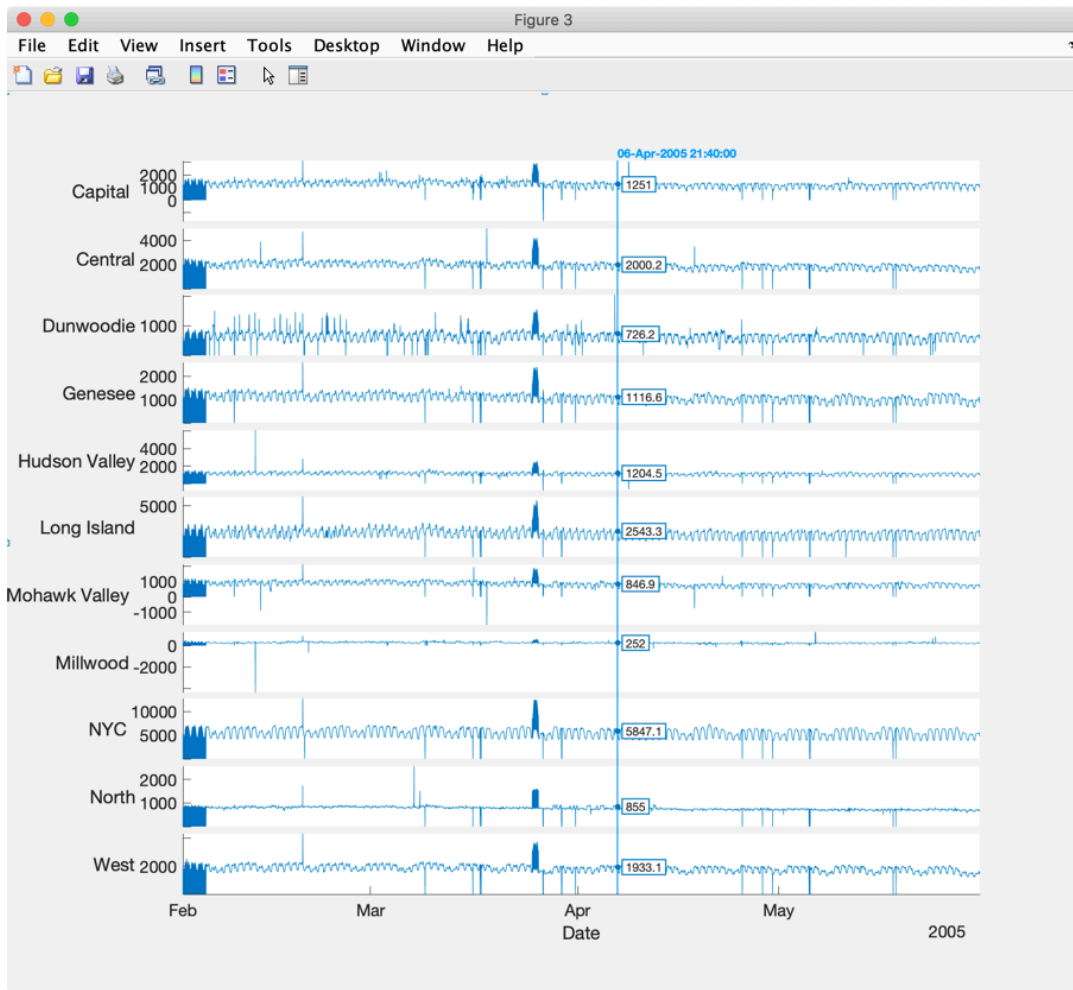 Figure 3
File Edit View Insert Tools Desktop Window Help
06-Apr-2005 21:40:00
Capital
2000
1000
0
1251
Central
4000
2000
2000.2
Dunwoodie
1000
726.2
Genesee
2000
1000
1116.6
Hudson Valley
4000
2000
0
1204.5
Long Island
5000
2543.3
Mohawk Valley
1000
0
-1000
846.9
Millwood
0
-2000
252
NYC
10000
5000
5847.1
North
2000
1000
855
West
2000
1933.1
Feb Mar Apr May
Date
2005